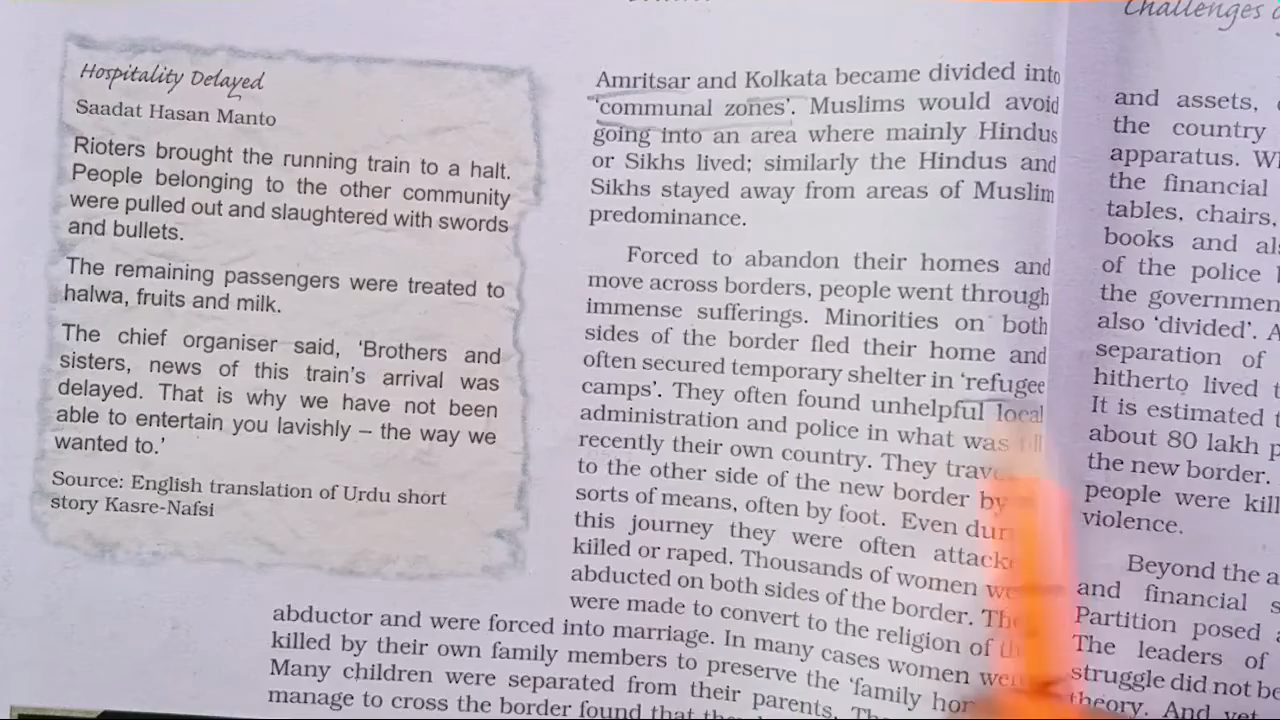 Challenges
Hospitality Delayed
Saadat Hasan Manto
Rioters brought the running train to a halt.
People belonging to the other community
were pulled out and slaughtered with swords
and bullets.
The remaining passengers were treated to
halwa, fruits and milk.
The chief organiser said, ‘Brothers and
sisters, news of this train’s arrival was
delayed. That is why we have not been
able to entertain you lavishly – the way we
wanted to.’
Source: English translation of Urdu short
story Kasre-Nafsi
Amritsar and Kolkata became divided into
‘communal zones’. Muslims would avoid
going into an area where mainly Hindus
or Sikhs lived; similarly the Hindus and
Sikhs stayed away from areas of Muslim
predominance.
Forced to abandon their homes and
move across borders, people went through
immense sufferings. Minorities on both
sides of the border fled their home and
often secured temporary shelter in ‘refugee
camps’. They often found unhelpful local
administration and police in what was
recently their own country. They
to the other side of the new border by
sorts of means, often by foot. Even
this journey they were often
killed or raped. Thousands of women
abducted on both sides of the border.
were made to convert to the religion of
abductor and were forced into marriage. In many cases women
killed by their own family members to preserve the ‘family
Many children were separated from their parents.
manage to cross the border found that
and assets,
the country
apparatus.
the financial
tables, chairs,
books and
of the police
the
also ‘divided’.
separation of
hitherto lived
It is estimated
about 80 lakh
the new border.
people were
violence.
Beyond the
and financial
Partition posed
The leaders of
struggle did not
theory. And yet